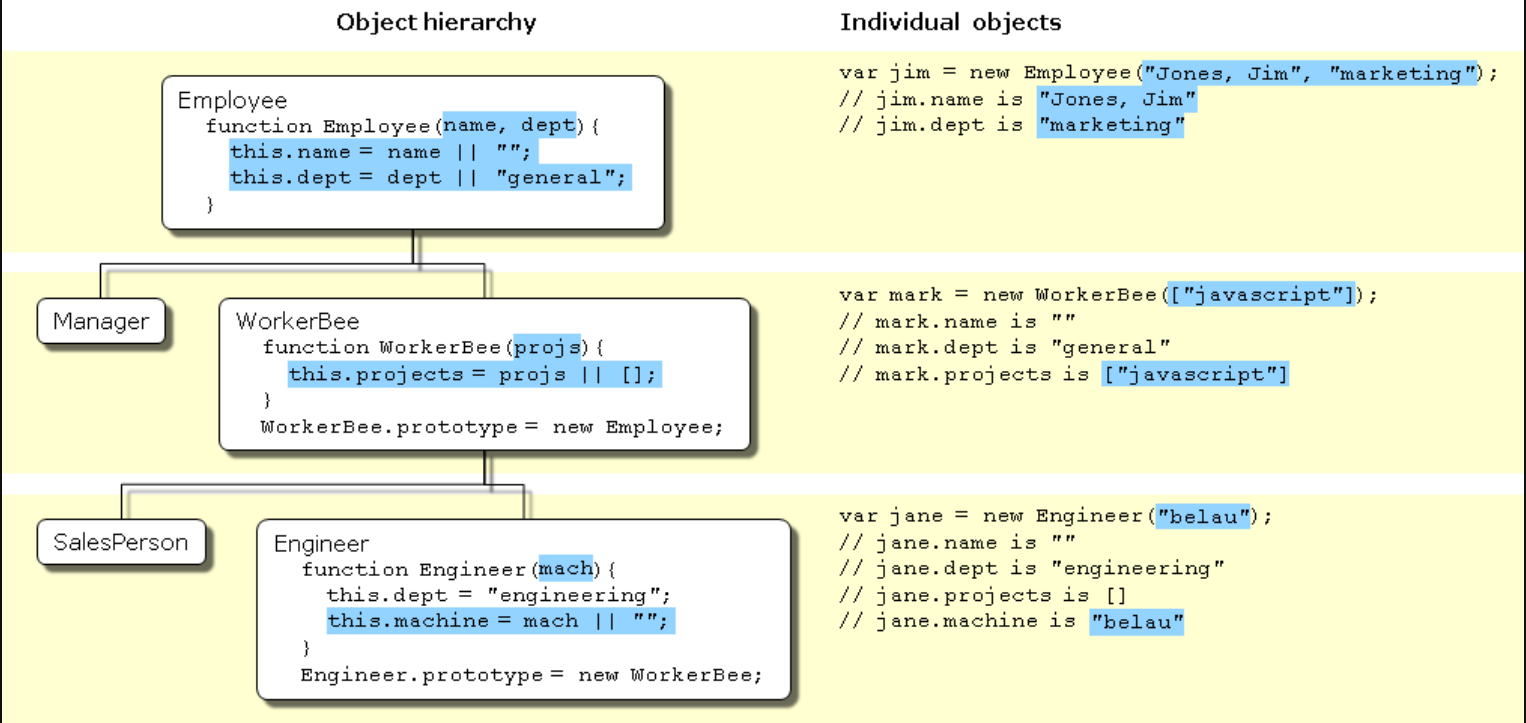 Object hierarchy
Individual objects
Employee
function Employee(name, dept){
this.name = name || "";
this.dept = dept || "general";
}
var jim = new Employee("Jones, Jim", "marketing");
// jim.name is "Jones, Jim"
// jim.dept is "marketing"
Manager
WorkerBee
function WorkerBee(projs){
this.projects = projs || [];
}
WorkerBee.prototype = new Employee;
var mark = new WorkerBee(["javascript"]);
// mark.name is ""
// mark.dept is "general"
// mark.projects is ["javascript"]
SalesPerson
Engineer
function Engineer(mach){
this.dept = "engineering";
this.machine = mach || "";
}
Engineer.prototype = new WorkerBee;
var jane = new Engineer("belau");
// jane.name is ""
// jane.dept is "engineering"
// jane.projects is []
// jane.machine is "belau"